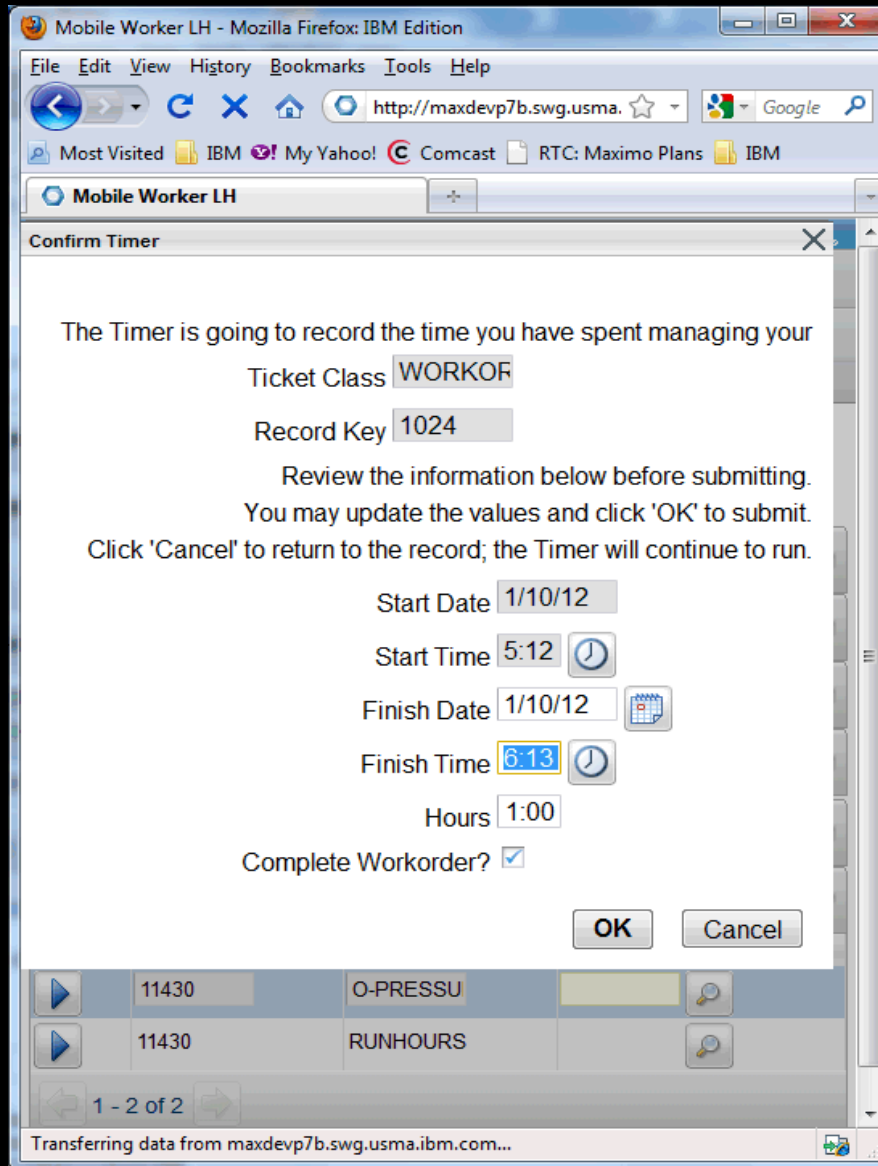 Mobile Worker LH - Mozilla Firefox: IBM Edition
File Edit View History Bookmarks Tools Help
http://maxdevp7b.swg.usma. Google
Most Visited IBM My Yahoo! Comcast RTC: Maximo Plans IBM
Mobile Worker LH
Confirm Timer
The Timer is going to record the time you have spent managing your
Ticket Class WORKOR
Record Key 1024
Review the information below before submitting.
You may update the values and click 'OK' to submit.
Click 'Cancel' to return to the record; the Timer will continue to run.
Start Date 1/10/12
Start Time 5:12
Finish Date 1/10/12
Finish Time 6:13
Hours 1:00
Complete Workorder?
OK Cancel
11430 O-PRESSU
11430 RUNHOURS
1 - 2 of 2
Transferring data from maxdevp7b.swg.usma.ibm.com...